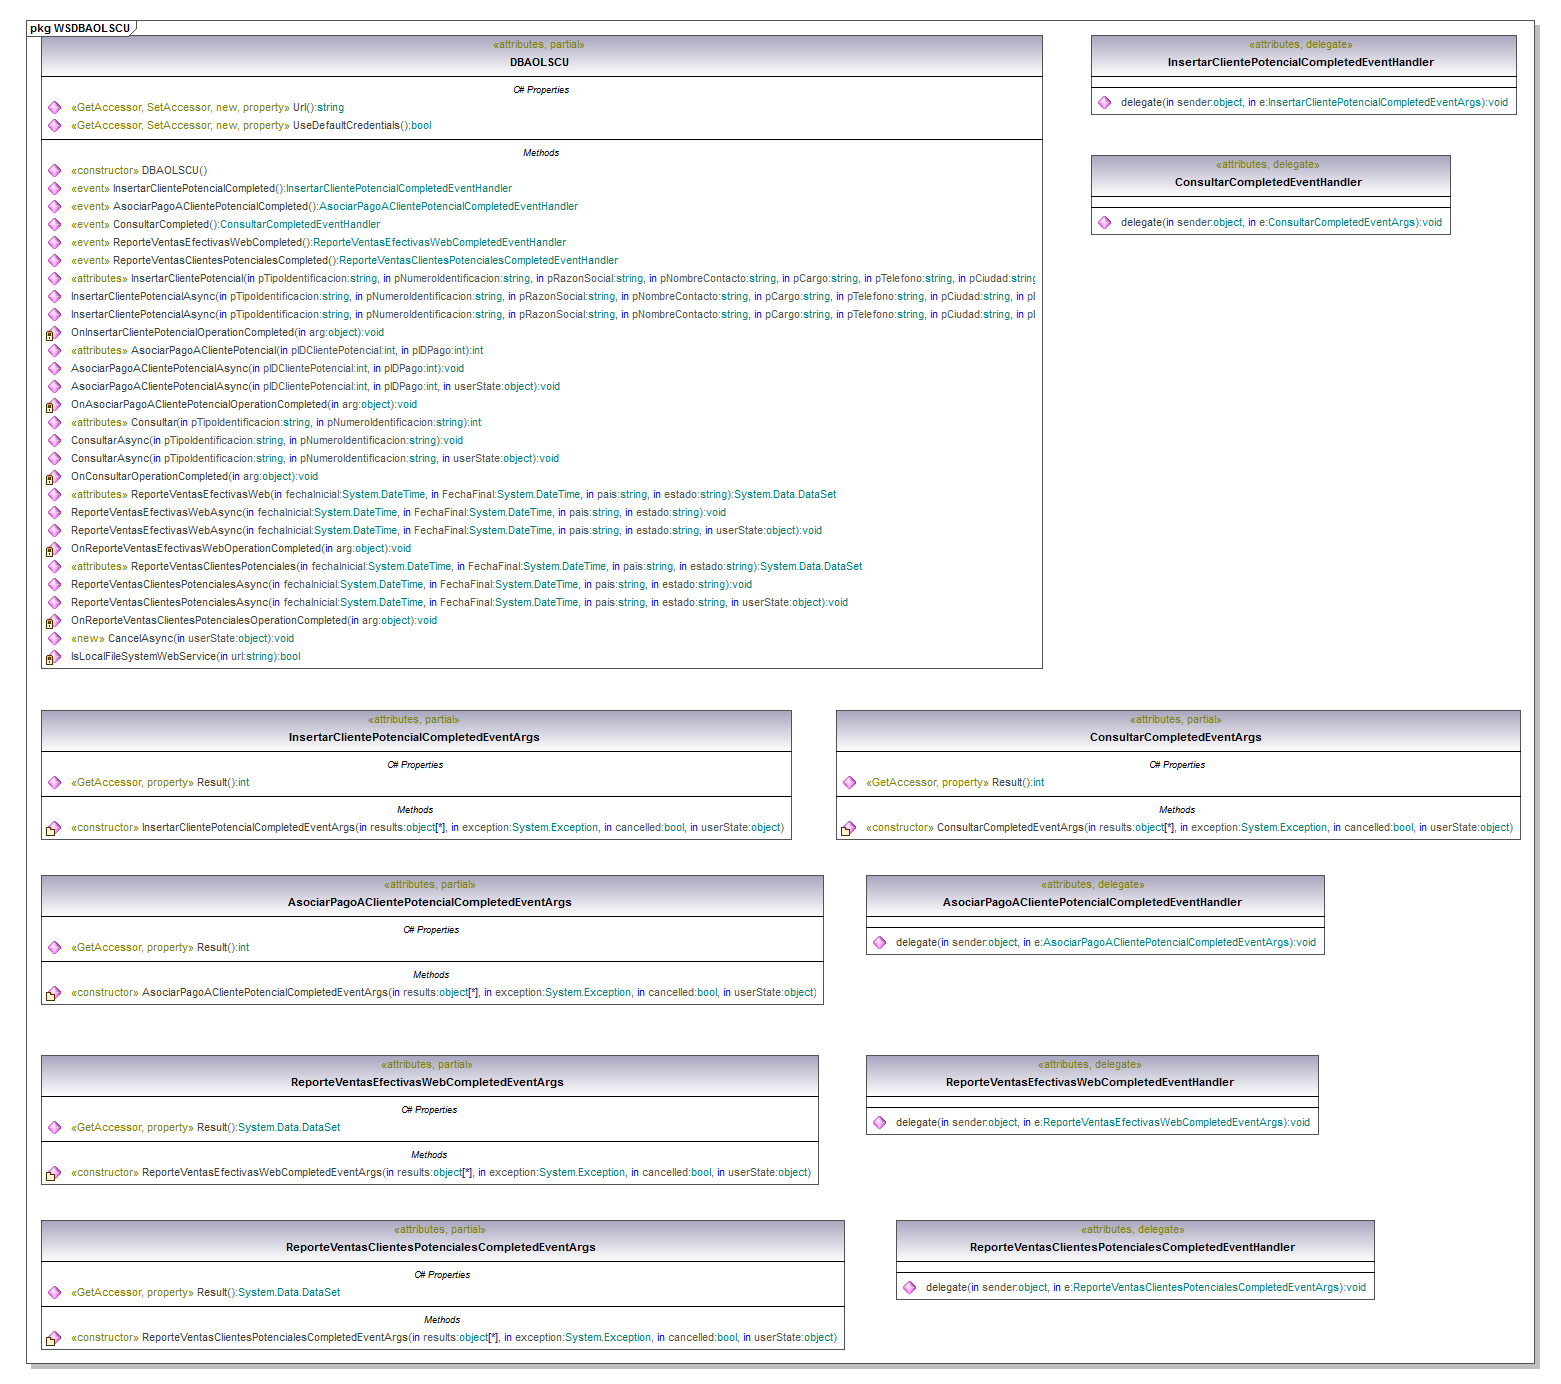 pkg WSDBAOLSCU
«attributes, partial»
DBAOLSCU
C# Properties
«GetAccessor, SetAccessor, new, property» Url():string
«GetAccessor, SetAccessor, new, property» UseDefaultCredentials():bool
Methods
«constructor» DBAOLSCU()
«event» InsertarClientePotencialCompleted():InsertarClientePotencialCompletedEventHandler
«event» AsociarPagoAClientePotencialCompleted():AsociarPagoAClientePotencialCompletedEventHandler
«event» ConsultarCompleted():ConsultarCompletedEventHandler
«event» ReporteVentasEfectivasWebCompleted():ReporteVentasEfectivasWebCompletedEventHandler
«event» ReporteVentasClientesPotencialesCompleted():ReporteVentasClientesPotencialesCompletedEventHandler
«attributes» InsertarClientePotencial(in pTipoIdentificacion:string, in pNumeroIdentificacion:string, in pRazonSocial:string, in pNombreContacto:string, in pCargo:string, in pTelefono:string, in pCiudad:string
InsertarClientePotencialAsync(in pTipoIdentificacion:string, in pNumeroIdentificacion:string, in pRazonSocial:string, in pNombreContacto:string, in pCargo:string, in pTelefono:string, in pCiudad:string, in
InsertarClientePotencialAsync(in pTipoIdentificacion:string, in pNumeroIdentificacion:string, in pRazonSocial:string, in pNombreContacto:string, in pCargo:string, in pTelefono:string, in pCiudad:string, in
OnInsertarClientePotencialOperationCompleted(in arg:object):void
«attributes» AsociarPagoAClientePotencial(in pIDClientePotencial:int, in pIDPago:int):int
AsociarPagoAClientePotencialAsync(in pIDClientePotencial:int, in pIDPago:int):void
AsociarPagoAClientePotencialAsync(in pIDClientePotencial:int, in pIDPago:int, in userState:object):void
OnAsociarPagoAClientePotencialOperationCompleted(in arg:object):void
«attributes» Consultar(in pTipoIdentificacion:string, in pNumeroIdentificacion:string):int
ConsultarAsync(in pTipoIdentificacion:string, in pNumeroIdentificacion:string):void
ConsultarAsync(in pTipoIdentificacion:string, in pNumeroIdentificacion:string, in userState:object):void
OnConsultarOperationCompleted(in arg:object):void
«attributes» ReporteVentasEfectivasWeb(in fechaInicial:System.DateTime, in FechaFinal:System.DateTime, in pais:string, in estado:string):System.Data.DataSet
ReporteVentasEfectivasWebAsync(in fechaInicial:System.DateTime, in FechaFinal:System.DateTime, in pais:string, in estado:string):void
ReporteVentasEfectivasWebAsync(in fechaInicial:System.DateTime, in FechaFinal:System.DateTime, in pais:string, in estado:string, in userState:object):void
OnReporteVentasEfectivasWebOperationCompleted(in arg:object):void
«attributes» ReporteVentasClientesPotenciales(in fechaInicial:System.DateTime, in FechaFinal:System.DateTime, in pais:string, in estado:string):System.Data.DataSet
ReporteVentasClientesPotencialesAsync(in fechaInicial:System.DateTime, in FechaFinal:System.DateTime, in pais:string, in estado:string):void
ReporteVentasClientesPotencialesAsync(in fechaInicial:System.DateTime, in FechaFinal:System.DateTime, in pais:string, in estado:string, in userState:object):void
OnReporteVentasClientesPotencialesOperationCompleted(in arg:object):void
«new» CancelAsync(in userState:object):void
IsLocalFileSystemWebService(in url:string):bool
«attributes, delegate»
InsertarClientePotencialCompletedEventHandler
delegate(in sender:object, in e:InsertarClientePotencialCompletedEventArgs):void
«attributes, delegate»
ConsultarCompletedEventHandler
delegate(in sender:object, in e:ConsultarCompletedEventArgs):void
«attributes, partial»
InsertarClientePotencialCompletedEventArgs
C# Properties
«GetAccessor, property» Result():int
Methods
«constructor» InsertarClientePotencialCompletedEventArgs(in results:object[*], in exception:System.Exception, in cancelled:bool, in userState:object)
«attributes, partial»
ConsultarCompletedEventArgs
C# Properties
«GetAccessor, property» Result():int
Methods
«constructor» ConsultarCompletedEventArgs(in results:object[*], in exception:System.Exception, in cancelled:bool, in userState:object)
«attributes, partial»
AsociarPagoAClientePotencialCompletedEventArgs
C# Properties
«GetAccessor, property» Result():int
Methods
«constructor» AsociarPagoAClientePotencialCompletedEventArgs(in results:object[*], in exception:System.Exception, in cancelled:bool, in userState:object)
«attributes, delegate»
AsociarPagoAClientePotencialCompletedEventHandler
delegate(in sender:object, in e:AsociarPagoAClientePotencialCompletedEventArgs):void
«attributes, partial»
ReporteVentasEfectivasWebCompletedEventArgs
C# Properties
«GetAccessor, property» Result():System.Data.DataSet
Methods
«constructor» ReporteVentasEfectivasWebCompletedEventArgs(in results:object[*], in exception:System.Exception, in cancelled:bool, in userState:object)
«attributes, delegate»
ReporteVentasEfectivasWebCompletedEventHandler
delegate(in sender:object, in e:ReporteVentasEfectivasWebCompletedEventArgs):void
«attributes, partial»
ReporteVentasClientesPotencialesCompletedEventArgs
C# Properties
«GetAccessor, property» Result():System.Data.DataSet
Methods
«constructor» ReporteVentasClientesPotencialesCompletedEventArgs(in results:object[*], in exception:System.Exception, in cancelled:bool, in userState:object)
«attributes, delegate»
ReporteVentasClientesPotencialesCompletedEventHandler
delegate(in sender:object, in e:ReporteVentasClientesPotencialesCompletedEventArgs):void